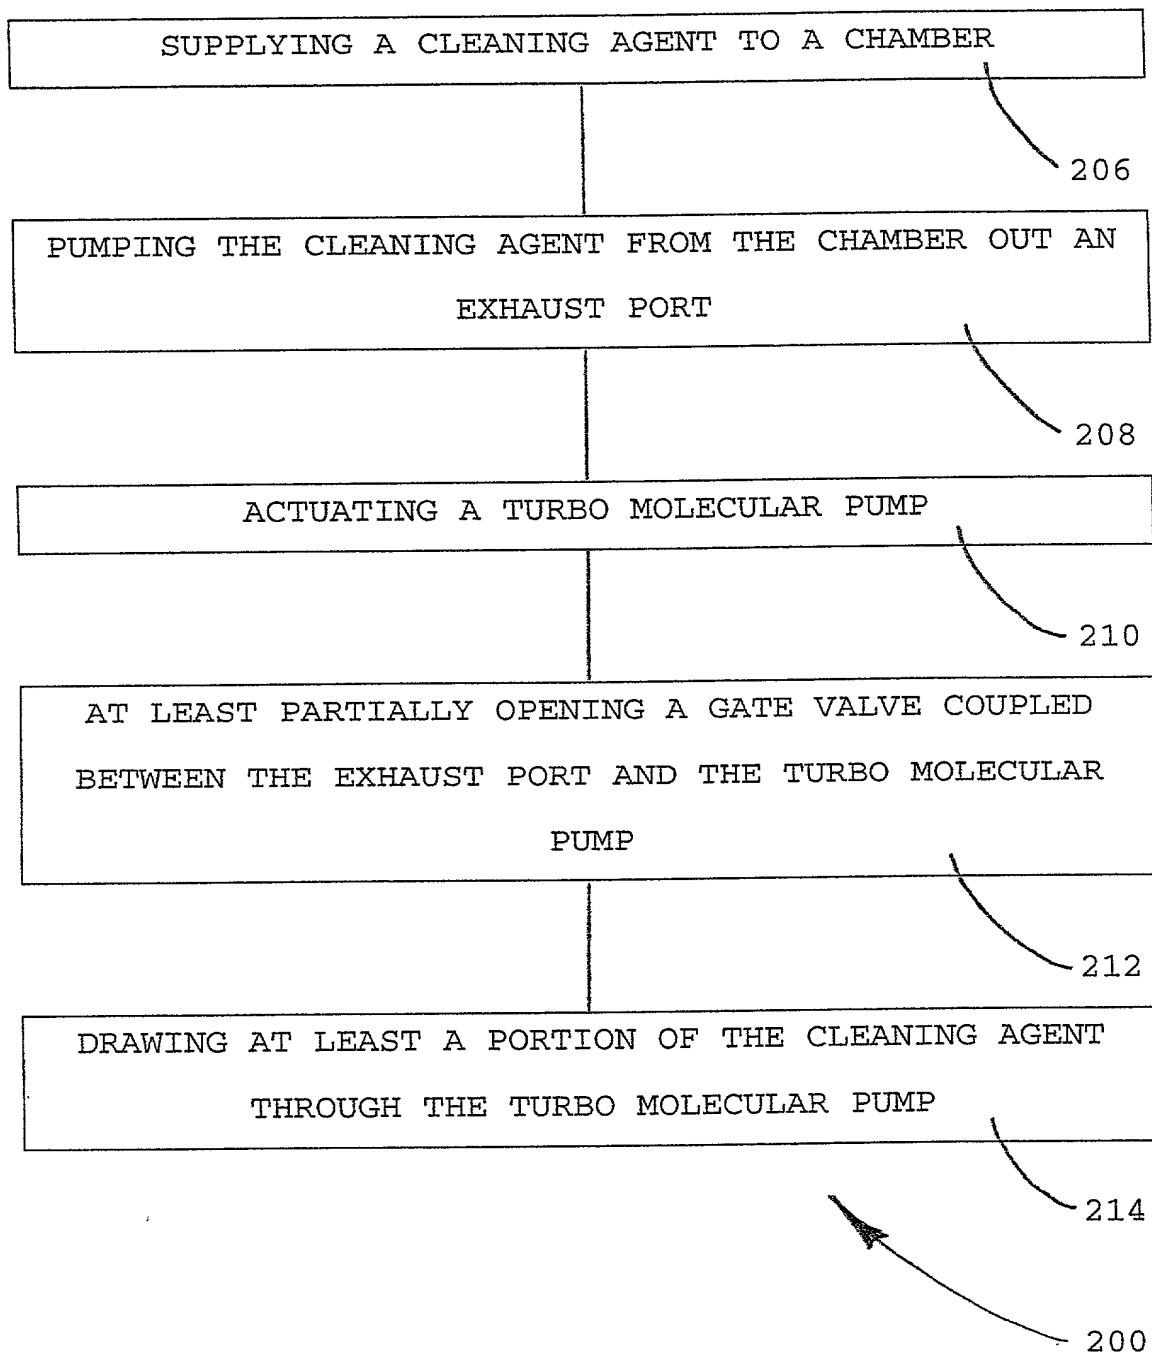 SUPPLYING A CLEANING AGENT TO A CHAMBER
206
PUMPING THE CLEANING AGENT FROM THE CHAMBER OUT AN
EXHAUST PORT
208
ACTUATING A TURBO MOLECULAR PUMP
210
AT LEAST PARTIALLY OPENING A GATE VALVE COUPLED
BETWEEN THE EXHAUST PORT AND THE TURBO MOLECULAR
PUMP
212
DRAWING AT LEAST A PORTION OF THE CLEANING AGENT
THROUGH THE TURBO MOLECULAR PUMP
214
200